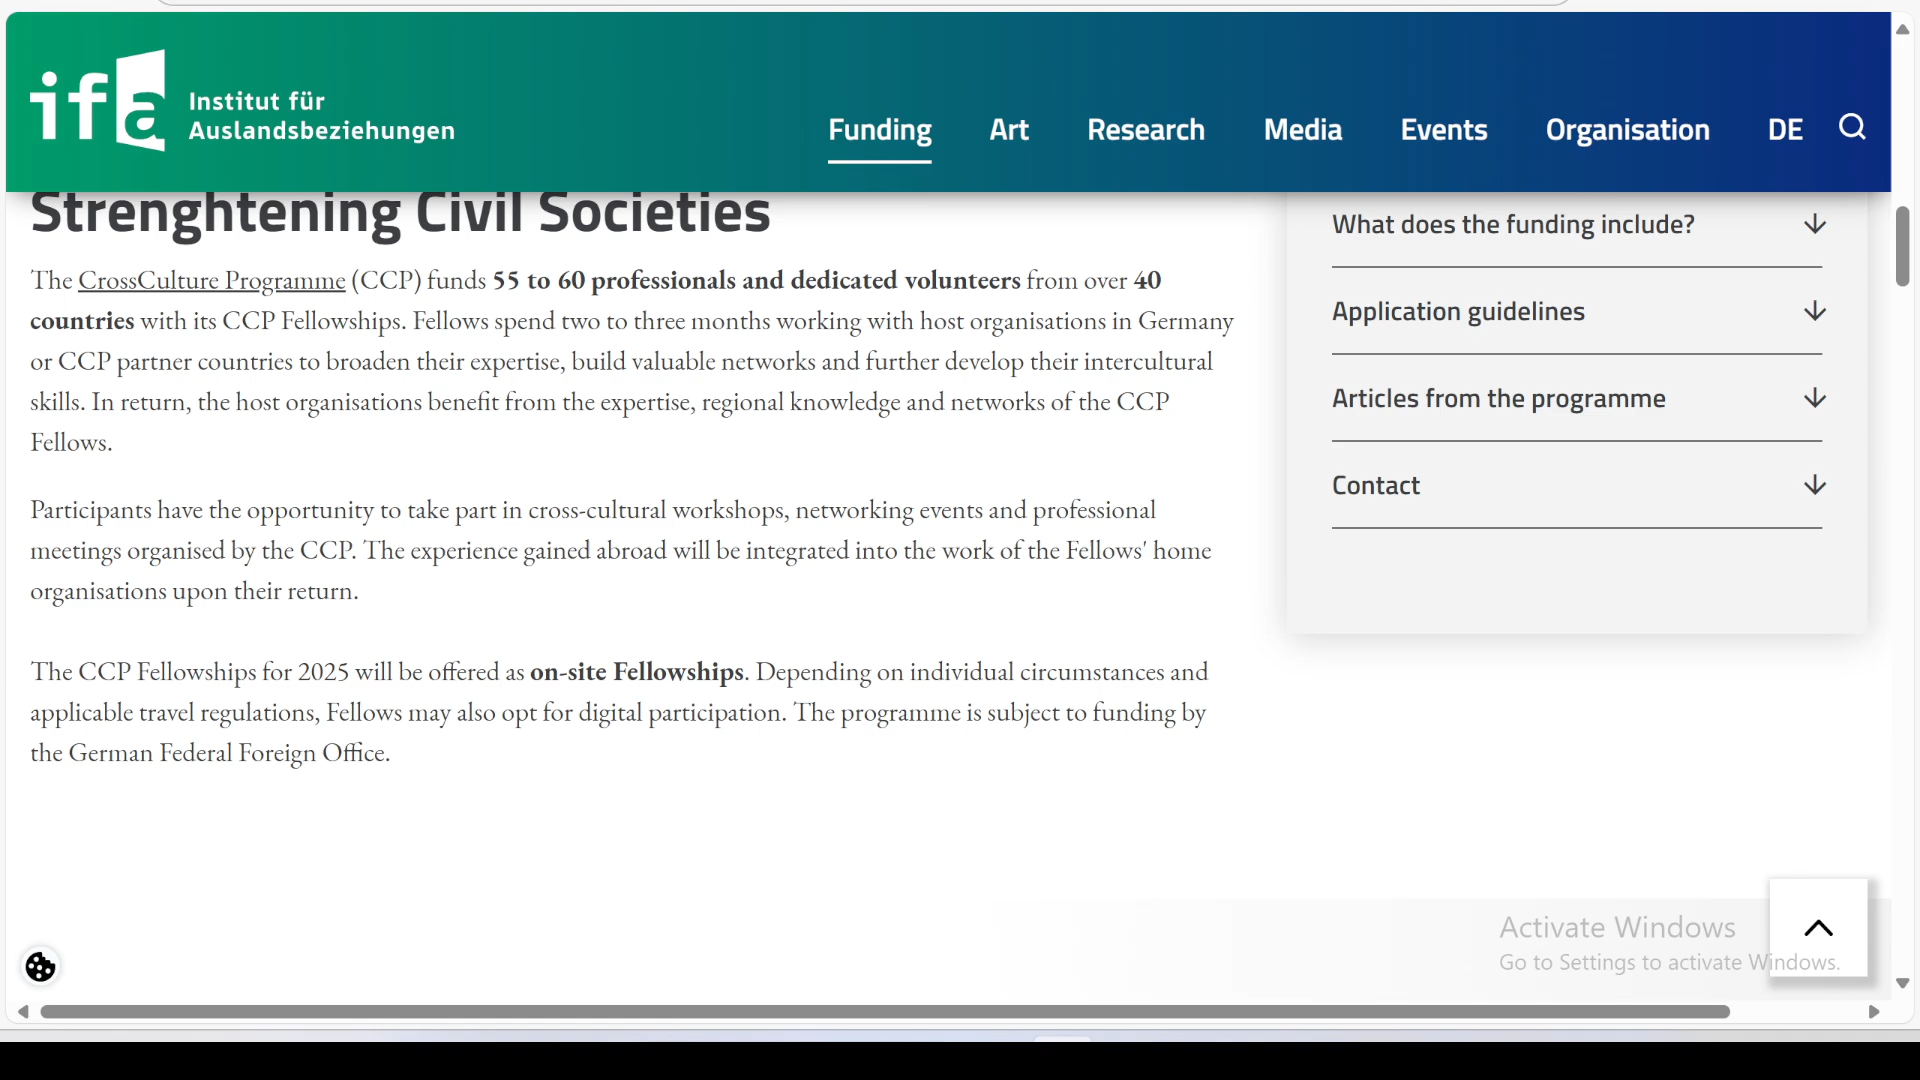 ifa Institut für
Auslandsbeziehungen
Funding Art Research Media Events Organisation DE
Strenghtening Civil Societies
The CrossCulture Programme (CCP) funds 55 to 60 professionals and dedicated volunteers from over 40
countries with its CCP Fellowships. Fellows spend two to three months working with host organisations in Germany
or CCP partner countries to broaden their expertise, build valuable networks and further develop their intercultural
skills. In return, the host organisations benefit from the expertise, regional knowledge and networks of the CCP
Fellows.
Participants have the opportunity to take part in cross-cultural workshops, networking events and professional
meetings organised by the CCP. The experience gained abroad will be integrated into the work of the Fellows' home
organisations upon their return.
The CCP Fellowships for 2025 will be offered as on-site Fellowships. Depending on individual circumstances and
applicable travel regulations, Fellows may also opt for digital participation. The programme is subject to funding by
the German Federal Foreign Office.
What does the funding include?
Application guidelines
Articles from the programme
Contact
Activate Windows
Go to Settings to activate Windows.